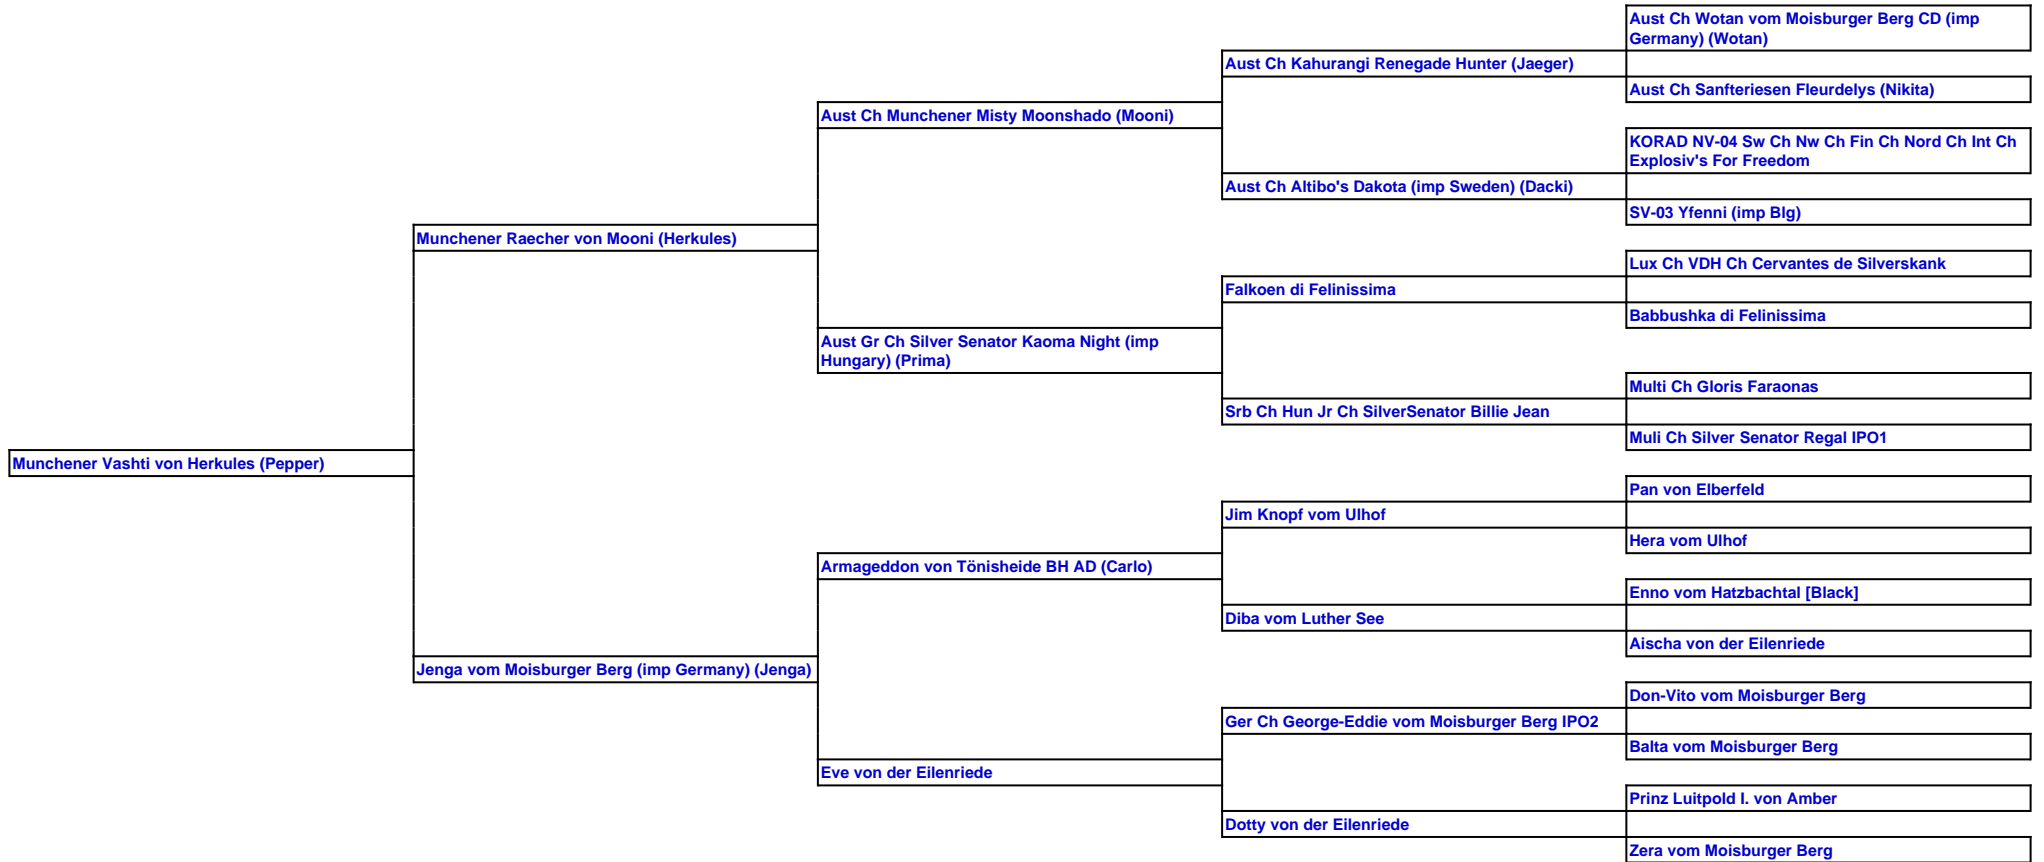 Aust Ch Wotan vom Moisburger Berg CD (imp
Germany) (Wotan)
Aust Ch Kahurangi Renegade Hunter (Jaeger)
Aust Ch Sanfteriesen Fleurdelys (Nikita)
Aust Ch Munchener Misty Moonshado (Mooni)
KORAD NV-04 Sw Ch Nw Ch Fin Ch Nord Ch Int Ch
Explosiv's For Freedom
Aust Ch Altibo's Dakota (imp Sweden) (Dacki)
SV-03 Yfenni (imp Blg)
Munchener Raecher von Mooni (Herkules)
Lux Ch VDH Ch Cervantes de Silverskank
Falkoen di Felinissima
Babbushka di Felinissima
Aust Gr Ch Silver Senator Kaoma Night (imp
Hungary) (Prima)
Multi Ch Gloris Faraonas
Srb Ch Hun Jr Ch SilverSenator Billie Jean
Muli Ch Silver Senator Regal IPO1
Munchener Vashti von Herkules (Pepper)
Pan von Elberfeld
Jim Knopf vom Ulhof
Hera vom Ulhof
Armageddon von Tönisheide BH AD (Carlo)
Enno vom Hatzbachtal [Black]
Diba vom Luther See
Aischa von der Eilenriede
Jenga vom Moisburger Berg (imp Germany) (Jenga)
Don-Vito vom Moisburger Berg
Ger Ch George-Eddie vom Moisburger Berg IPO2
Balta vom Moisburger Berg
Eve von der Eilenriede
Prinz Luitpold I. von Amber
Dotty von der Eilenriede
Zera vom Moisburger Berg